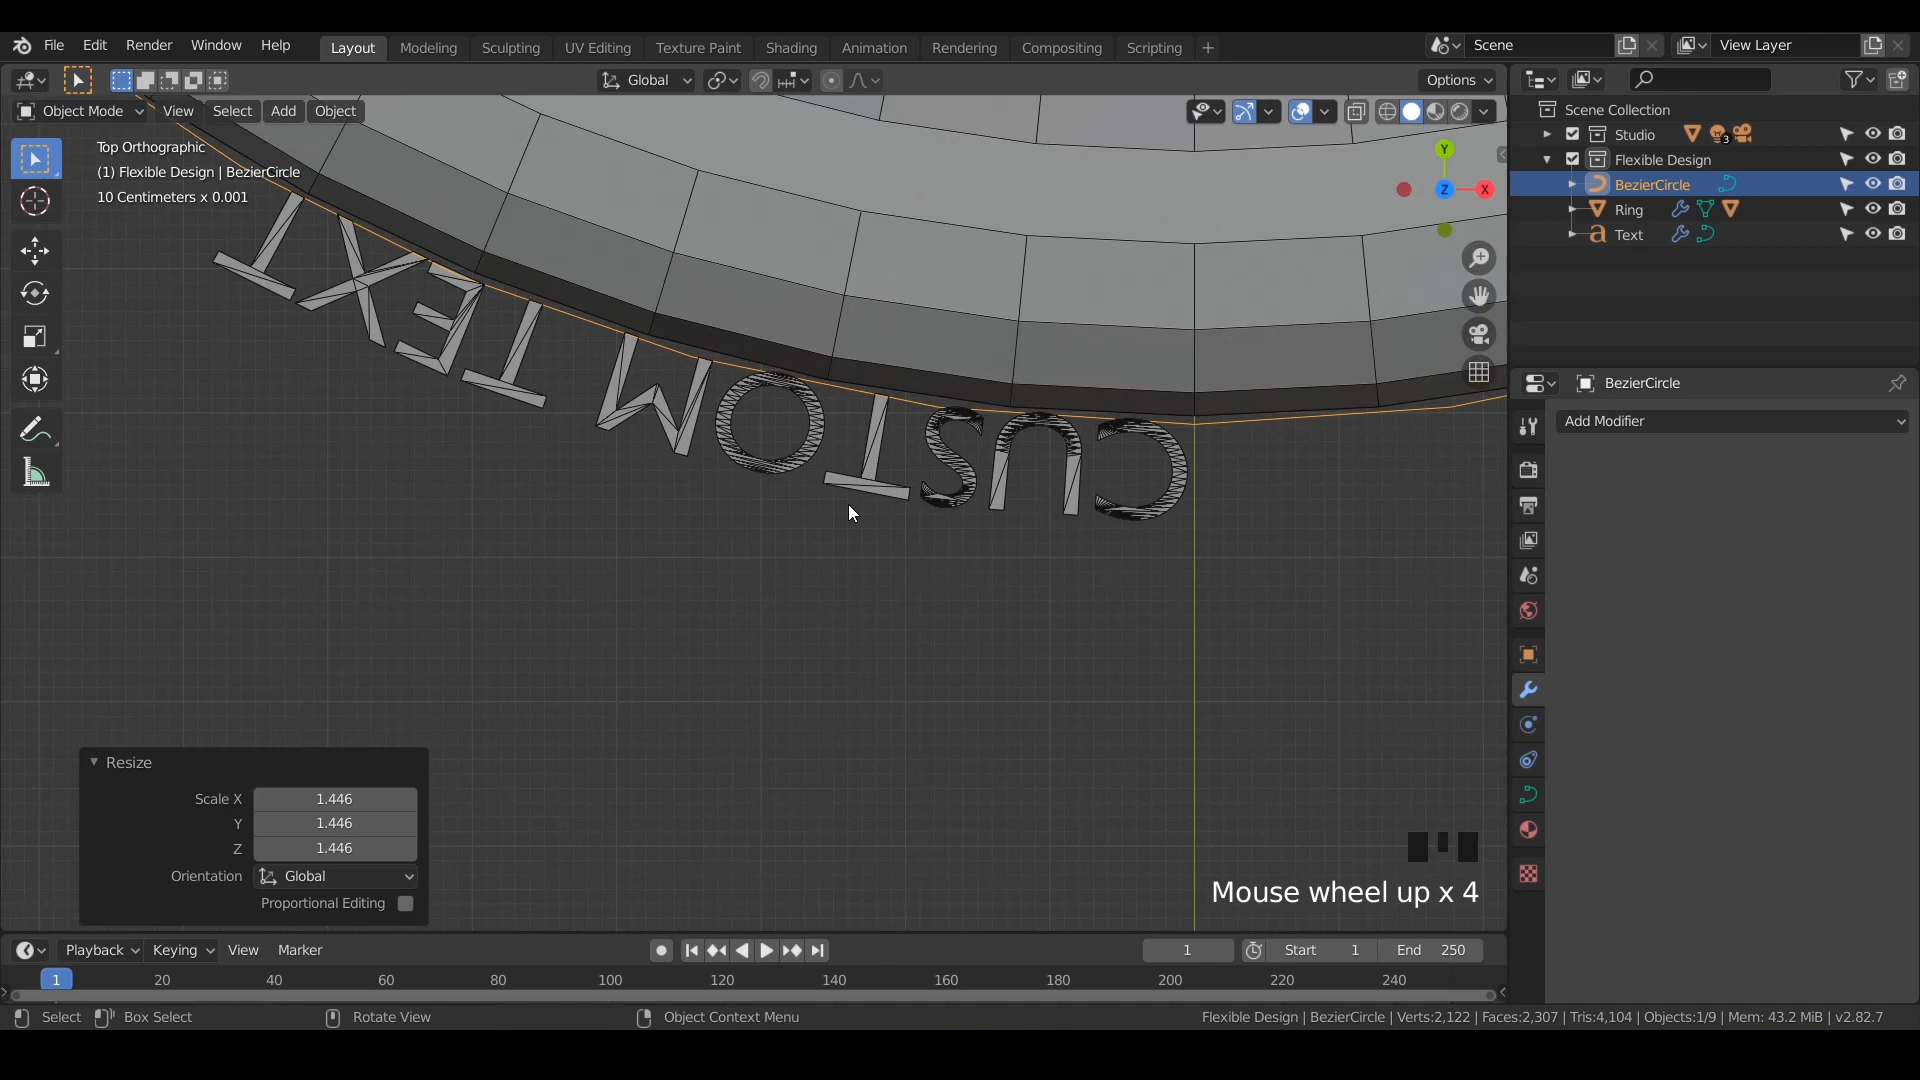 File Edit Render Window Help Layout Modeling Sculpting UV Editing Texture Paint Shading Animation Rendering Compositing Scripting Scene View Layer
Global Options
Object Mode View Select Add Object
Scene Collection
Studio 3
Flexible Design
BezierCircle
Ring
Text
Top Orthographic
(1) Flexible Design | BezierCircle
10 Centimeters x 0.001
Y
Z X
CUSTOM TEXT
BezierCircle
Add Modifier
Resize
Scale X 1.446
Y 1.446
Z 1.446
Orientation Global
Proportional Editing
Mouse wheel up x 4
Playback Keying View Marker 1 Start 1 End 250
1 20 40 60 80 100 120 140 160 180 200 220 240
Select Box Select Rotate View Object Context Menu Flexible Design | BezierCircle | Verts:2,122 | Faces:2,307 | Tris:4,104 | Objects:1/9 | Mem: 43.2 MiB | v2.82.7